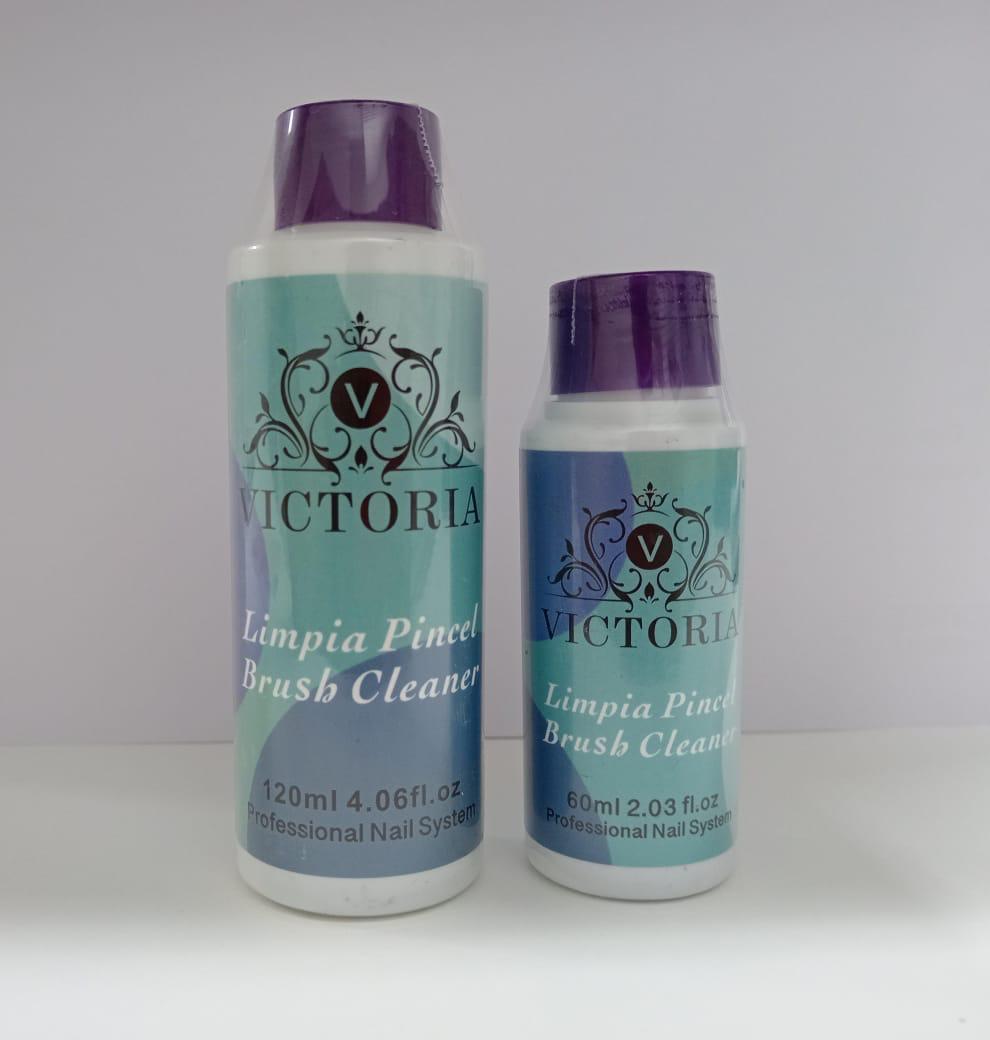 V
VICTORIA
Limpia Pincel
Brush Cleaner
120ml 4.06fl.oz
Professional Nail System
V
VICTORIA
Limpia Pincel
Brush Cleaner
60ml 2.03 fl.oz
Professional Nail System